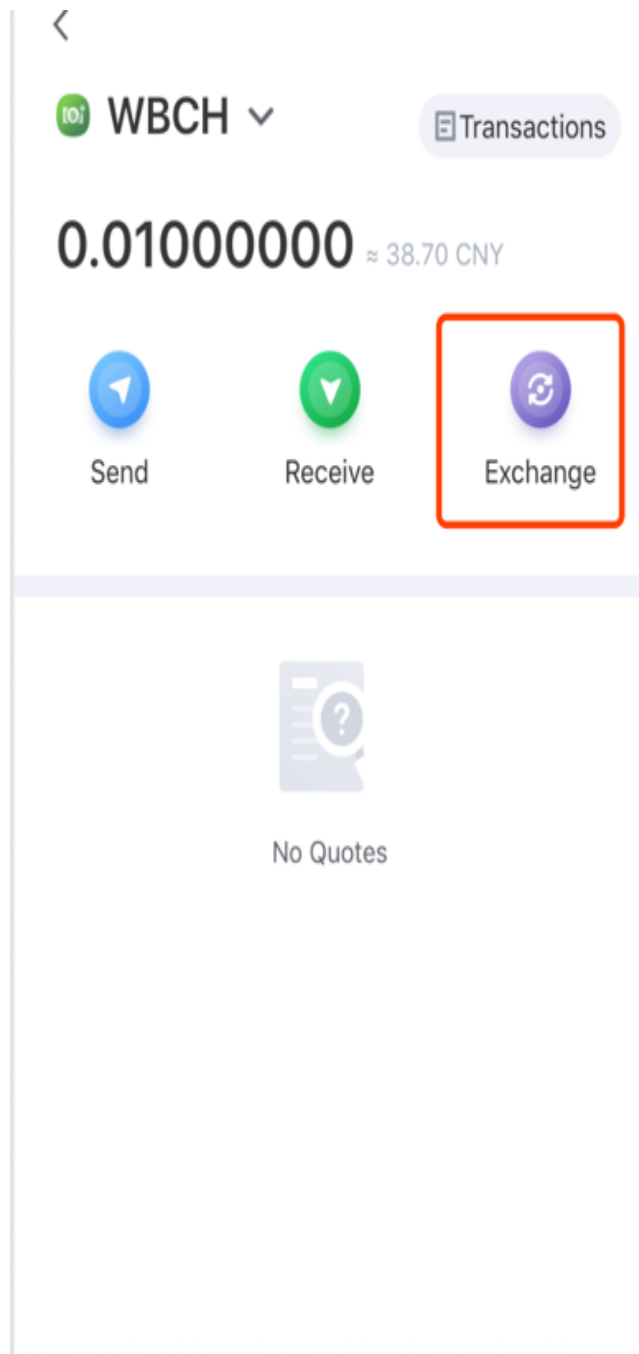 WBCH
Transactions
0.01000000 ≈ 38.70 CNY
Send
Receive
Exchange
?
No Quotes